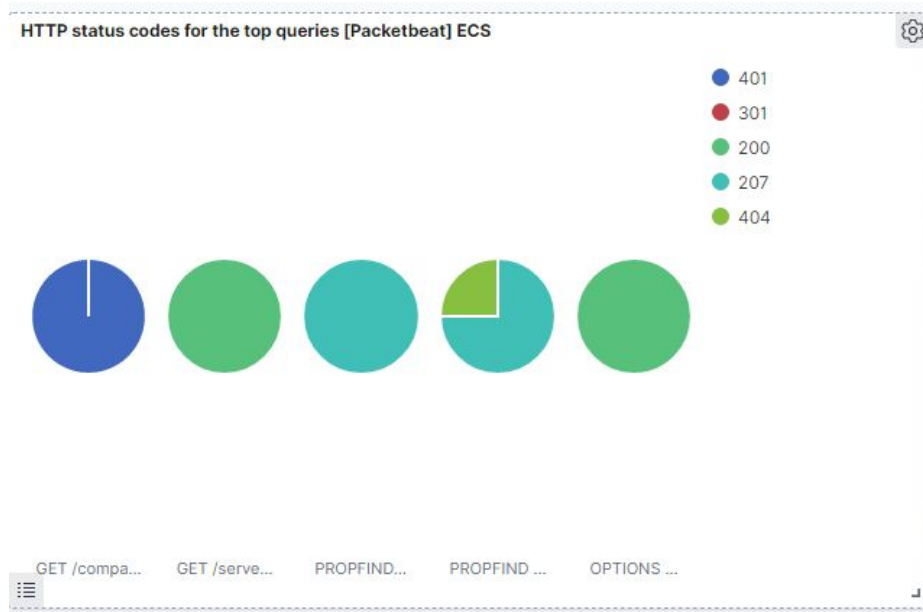 HTTP status codes for the top queries [Packetbeat] ECS
401
301
200
207
404
GET /compa...
GET /serve...
PROPFIND...
PROPFIND ...
OPTIONS ...